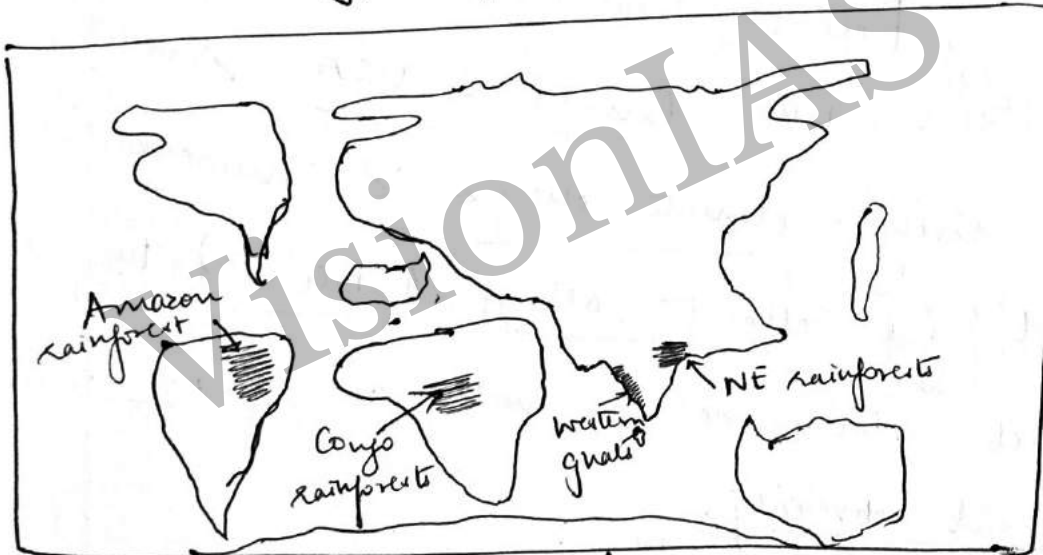 VisionIAS
Amazon
rainforest
Congo
rainforests
western
ghats
NE rainforests